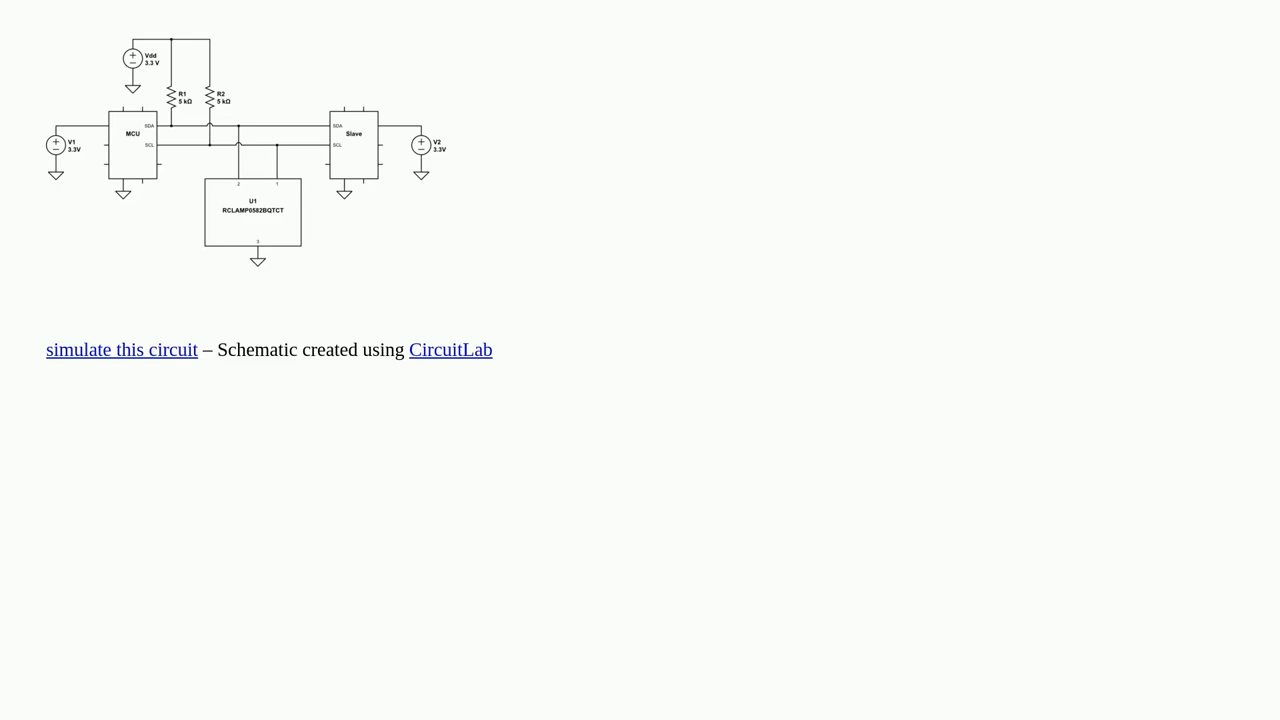 Vdd
3.3 V
R1
5 kΩ
R2
5 kΩ
V1
3.3V
MCU
SDA
SCL
SDA
SCL
Slave
V2
3.3V
2
1
U1
RCLAMP0582BQTCT
3
simulate this circuit – Schematic created using CircuitLab